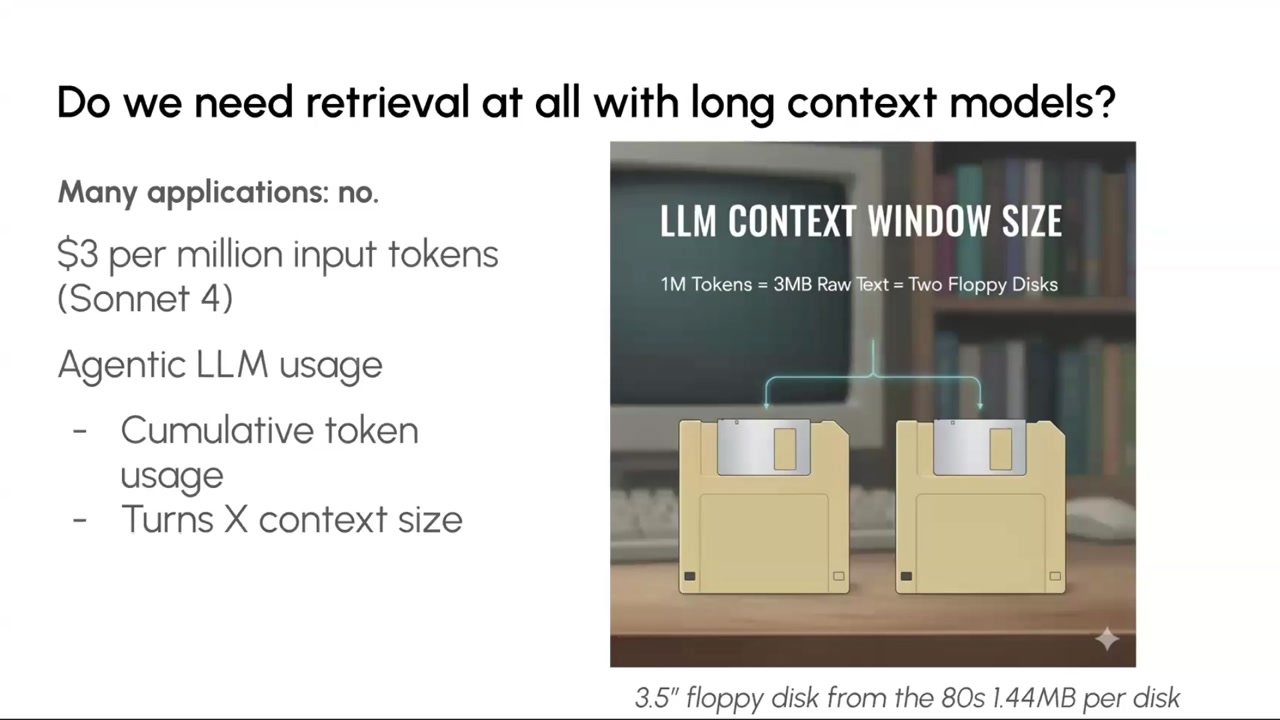 Do we need retrieval at all with long context models?
Many applications: no.
$3 per million input tokens
(Sonnet 4)
Agentic LLM usage
- Cumulative token
usage
- Turns X context size
LLM CONTEXT WINDOW SIZE
1M Tokens = 3MB Raw Text = Two Floppy Disks
3.5" floppy disk from the 80s 1.44MB per disk